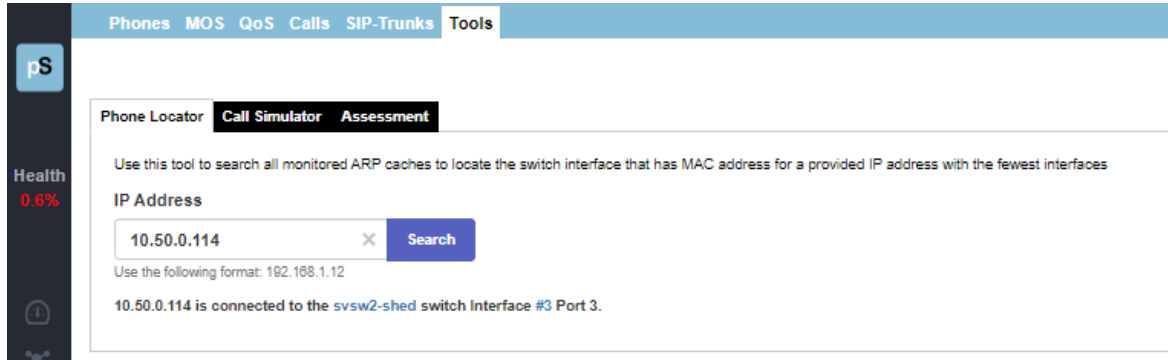 Phones MOS QoS Calls SIP-Trunks Tools
pS
Phone Locator Call Simulator Assessment
Use this tool to search all monitored ARP caches to locate the switch interface that has MAC address for a provided IP address with the fewest interfaces
Health
0.6%
IP Address
10.50.0.114 × Search
Use the following format: 192.168.1.12
10.50.0.114 is connected to the svsw2-shed switch Interface #3 Port 3.